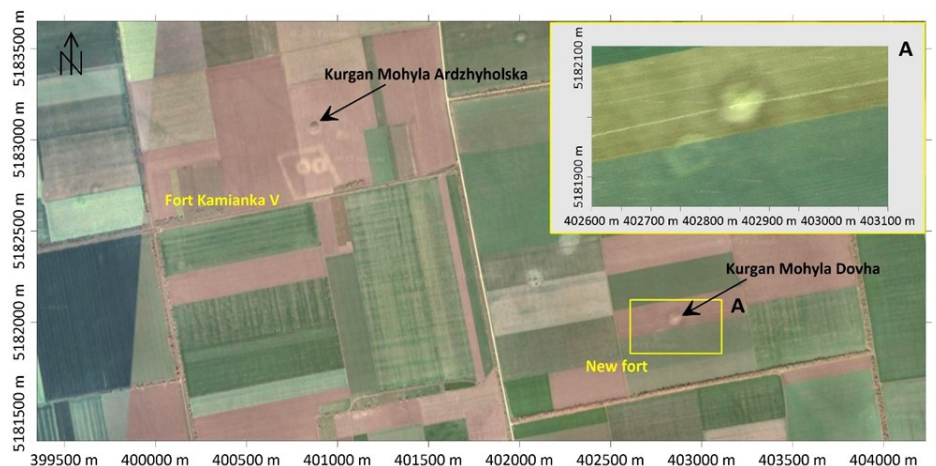 N
Kurgan Mohyla Ardzhyholska
Fort Kamianka V
Kurgan Mohyla Dovha
A
New fort
A
5182100 m
5181900 m
402600 m 402700 m 402800 m 402900 m 403000 m 403100 m
5183500 m
5183000 m
5182500 m
5182000 m
5181500 m
399500 m 400000 m 400500 m 401000 m 401500 m 402000 m 402500 m 403000 m 403500 m 404000 m